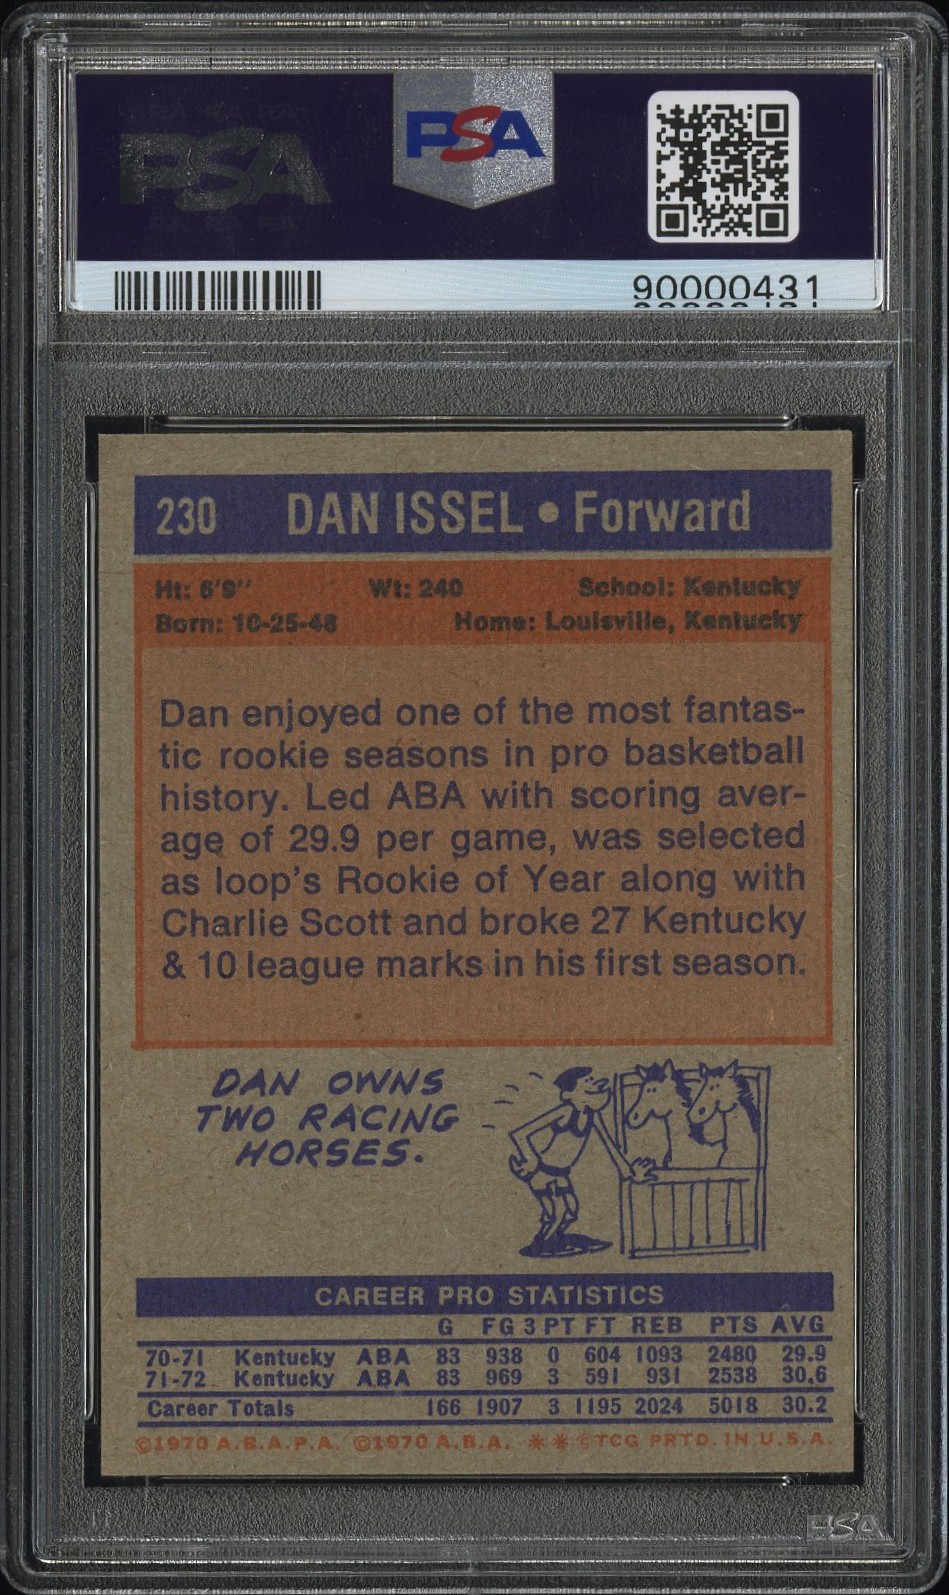 PSA
PSA
90000431
230 DAN ISSEL • Forward
Ht: 6'9'' Wt: 240 School: Kentucky
Born: 10-25-48 Home: Louisville, Kentucky
Dan enjoyed one of the most fantas-
tic rookie seasons in pro basketball
history. Led ABA with scoring aver-
age of 29.9 per game, was selected
as loop's Rookie of Year along with
Charlie Scott and broke 27 Kentucky
& 10 league marks in his first season.
DAN OWNS
TWO RACING
HORSES.
CAREER PRO STATISTICS
G FG 3 PT FT REB PTS AVG
70-71 Kentucky ABA 83 938 0 604 1093 2480 29.9
71-72 Kentucky ABA 83 969 3 591 931 2538 30.6
Career Totals 166 1907 3 1195 2024 5018 30.2
©1970 A.B.A.P.A. ©1970 A.B.A. ** ©TCG PRTD. IN U.S.A.
PSA